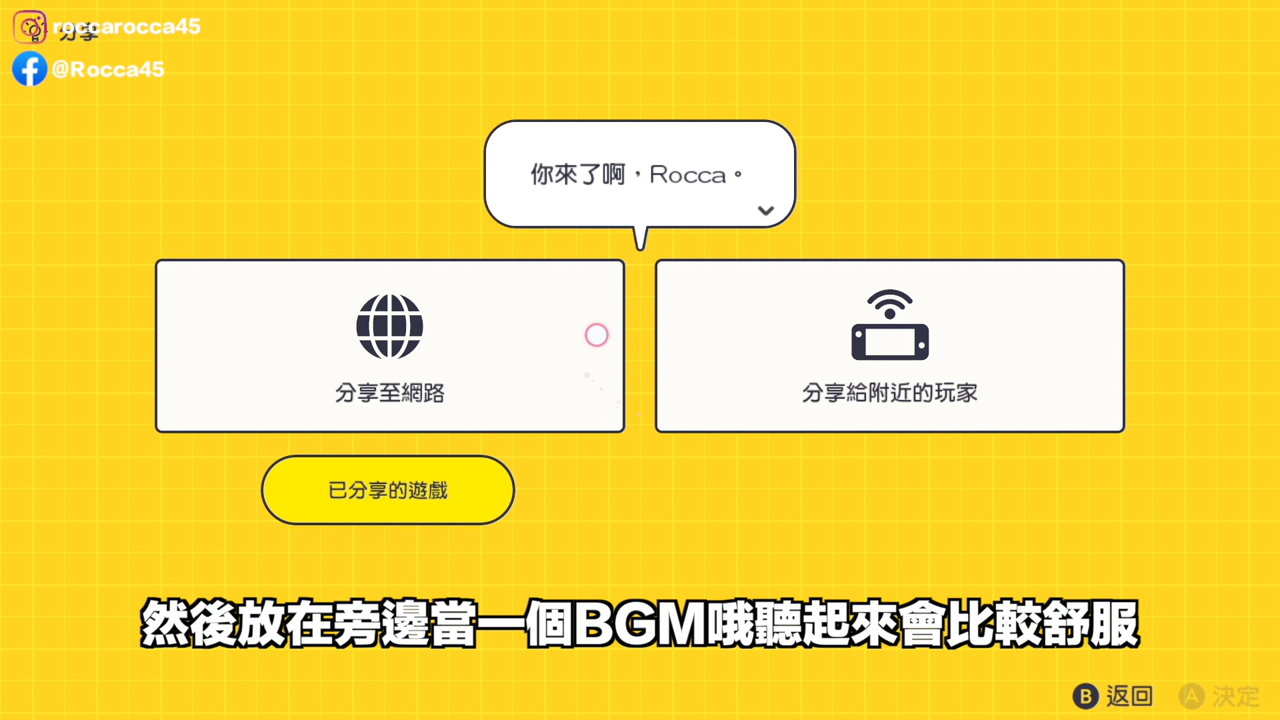 roccarocca45
分享
@Rocca45
你來了啊，Rocca。
分享至網路
分享給附近的玩家
已分享的遊戲
然後放在旁邊當一個BGM哦聽起來會比較舒服
B 返回 A 決定